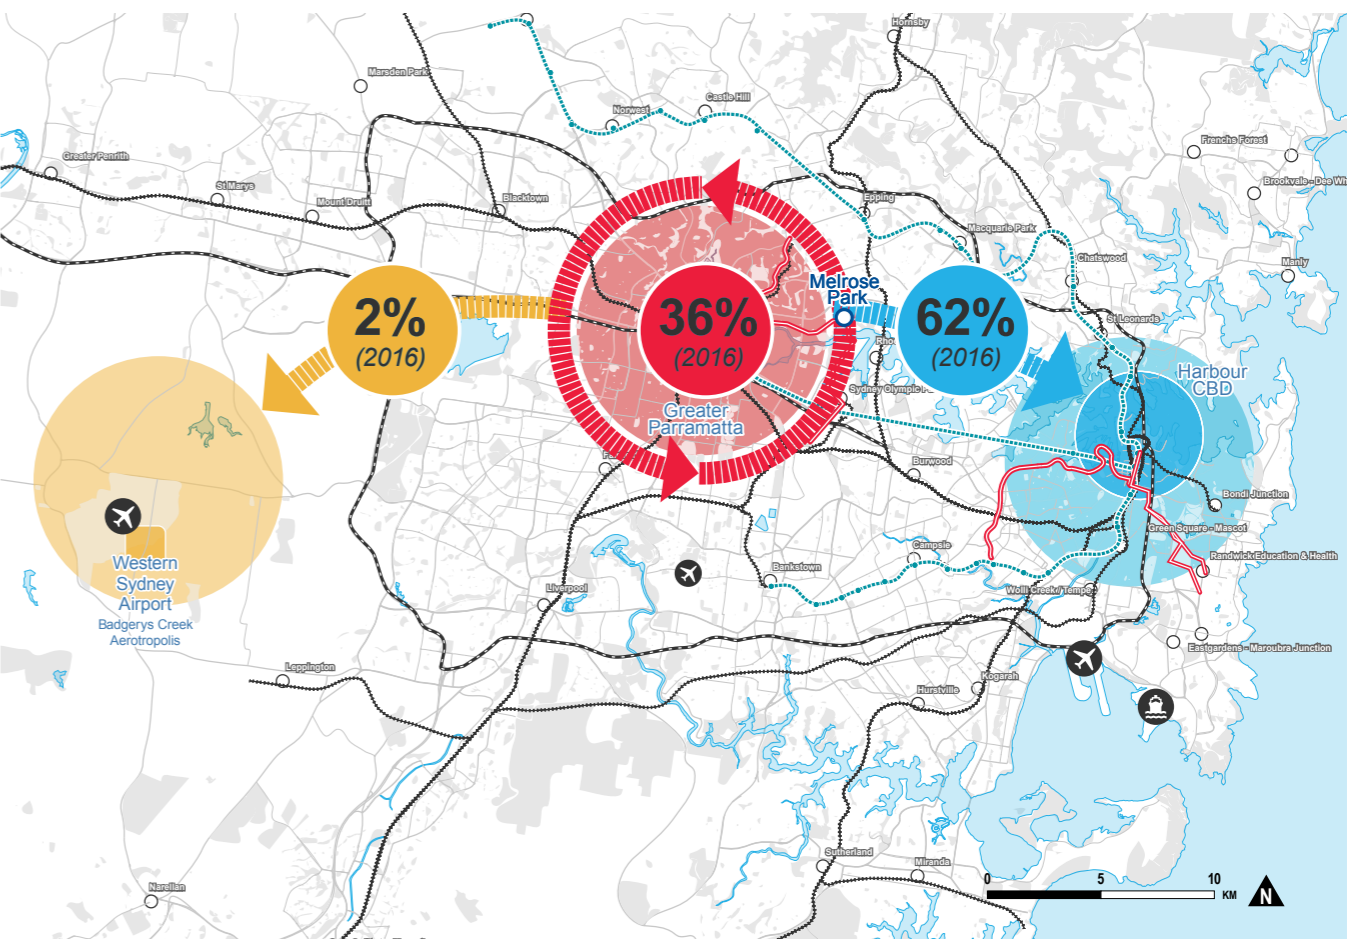 Hornsby
Marsden Park
Norwest
Castle Hill
Frenchs Forest
Greater Penrith
St Marys
Mount Druitt
Blacktown
Epping
Brookvale - Dee Wh
Macquarie Park
Chatswood
Manly
Melrose
Park
2%
(2016)
36%
(2016)
62%
(2016)
St Leonards
Rho
Harbour
CBD
Sydney Olympic P
Greater
Parramatta
Burwood
Bondi Junction
Green Square - Mascot
Campsie
Randwick Education & Health
Bankstown
Western
Sydney
Airport
Badgerys Creek
Aerotropolis
Liverpool
Wolli Creek / Tempe
Eastgardens - Maroubra Junction
Leppington
Kogarah
Hurstville
Sutherland
Miranda
Narellan
0 5 10
KM
N